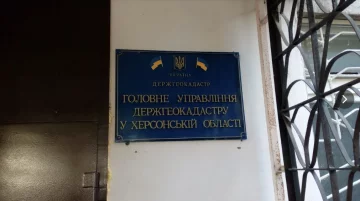 ДЕРЖГЕОКАДАСТР
ГОЛОВНЕ УПРАВЛІННЯ
ДЕРЖГЕОКАДАСТРУ
У ХЕРСОНСЬКІЙ ОБЛАСТІ